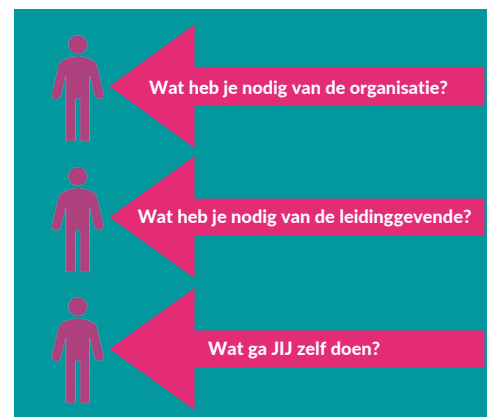 Wat heb je nodig van de organisatie?
Wat heb je nodig van de leidinggevende?
Wat ga JIJ zelf doen?